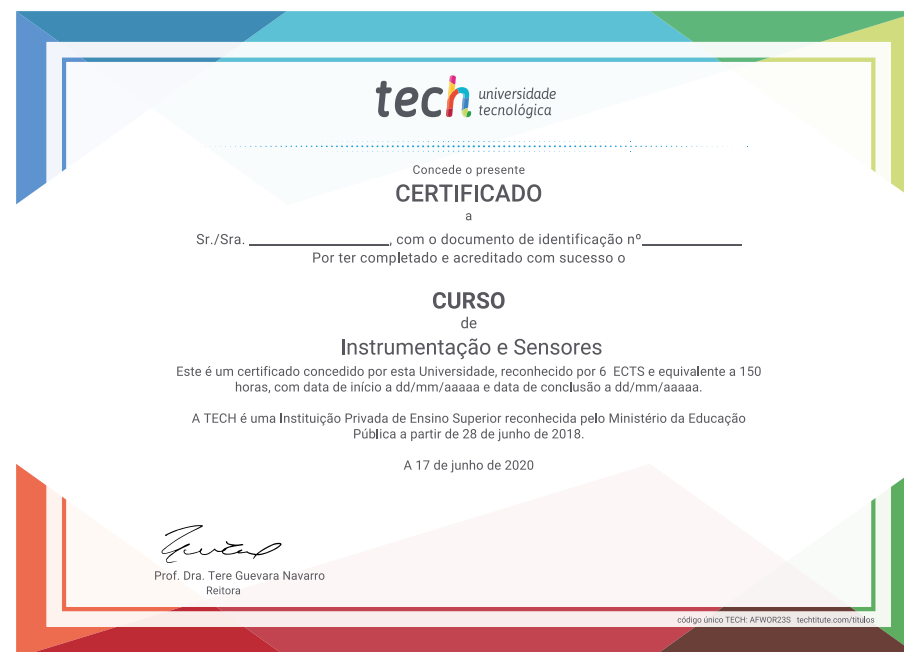 tech universidade
tecnológica
Concede o presente
CERTIFICADO
a
Sr./Sra. ________________, com o documento de identificação nº____________
Por ter completado e acreditado com sucesso o
CURSO
de
Instrumentação e Sensores
Este é um certificado concedido por esta Universidade, reconhecido por 6 ECTS e equivalente a 150
horas, com data de início a dd/mm/aaaaa e data de conclusão a dd/mm/aaaaa.
A TECH é uma Instituição Privada de Ensino Superior reconhecida pelo Ministério da Educação
Pública a partir de 28 de junho de 2018.
A 17 de junho de 2020
Prof. Dra. Tere Guevara Navarro
Reitora
código único TECH: AFWOR23S techtitute.com/titulos